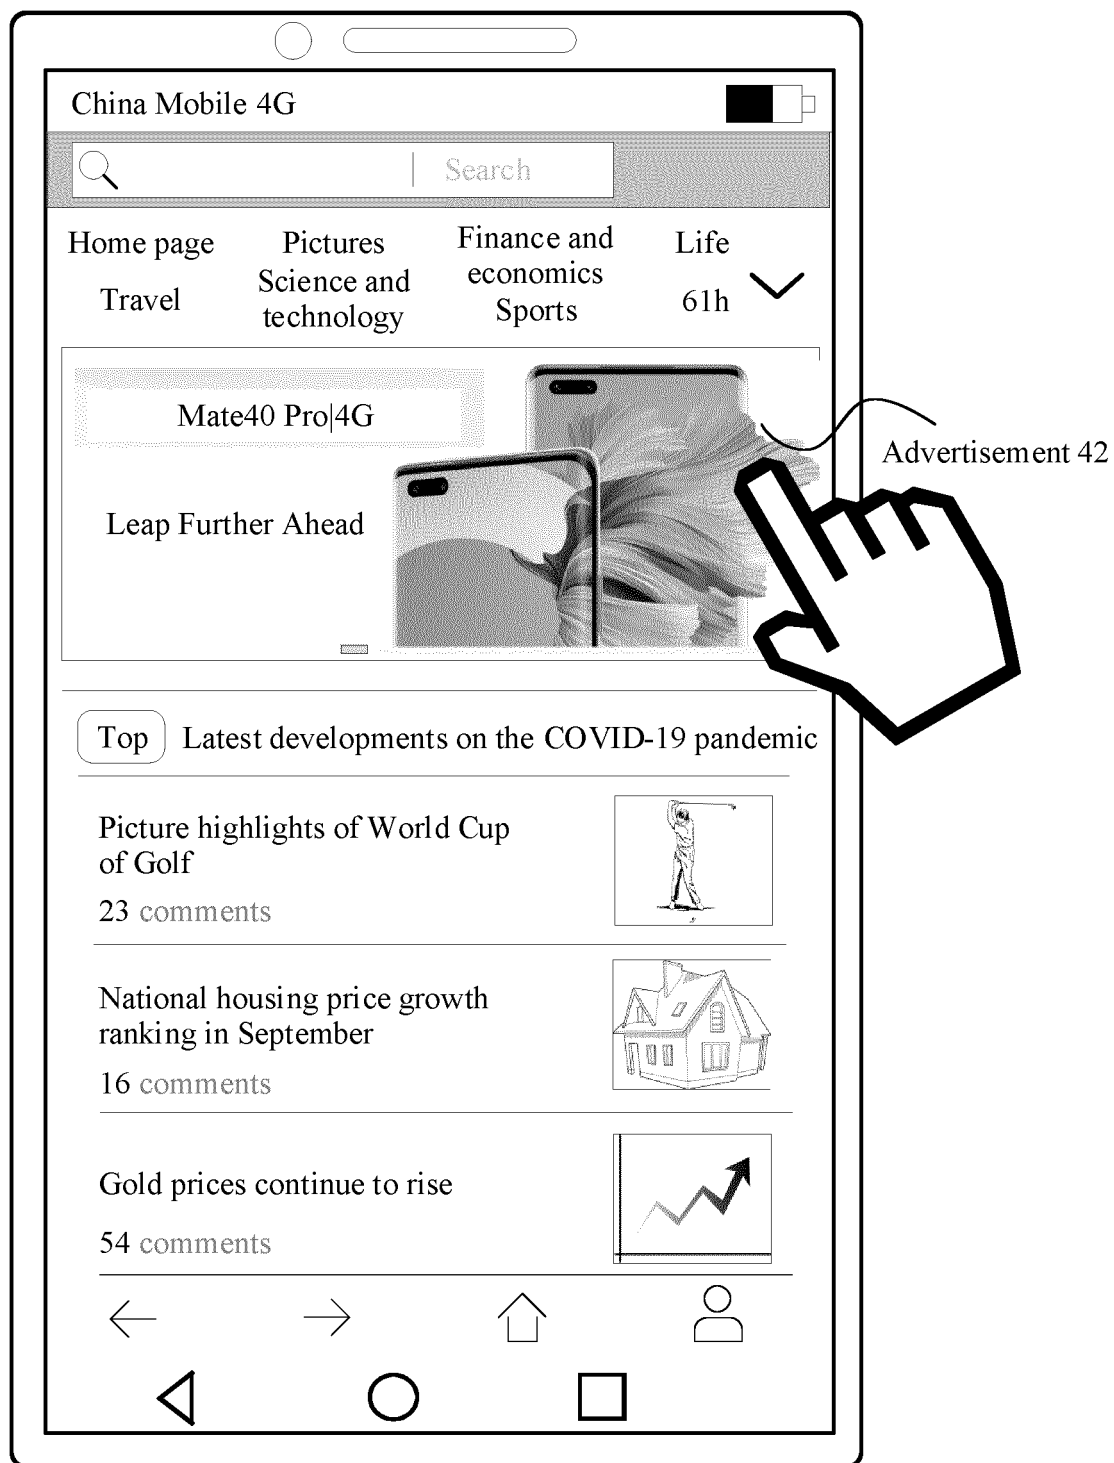 China Mobile 4G
Search
Home page
Pictures
Finance and
economics
Life
Travel
Science and
technology
Sports
61h
Mate40 Pro|4G
Advertisement 42
Leap Further Ahead
Top
Latest developments on the COVID-19 pandemic
Picture highlights of World Cup
of Golf
23 comments
National housing price growth
ranking in September
16 comments
Gold prices continue to rise
54 comments